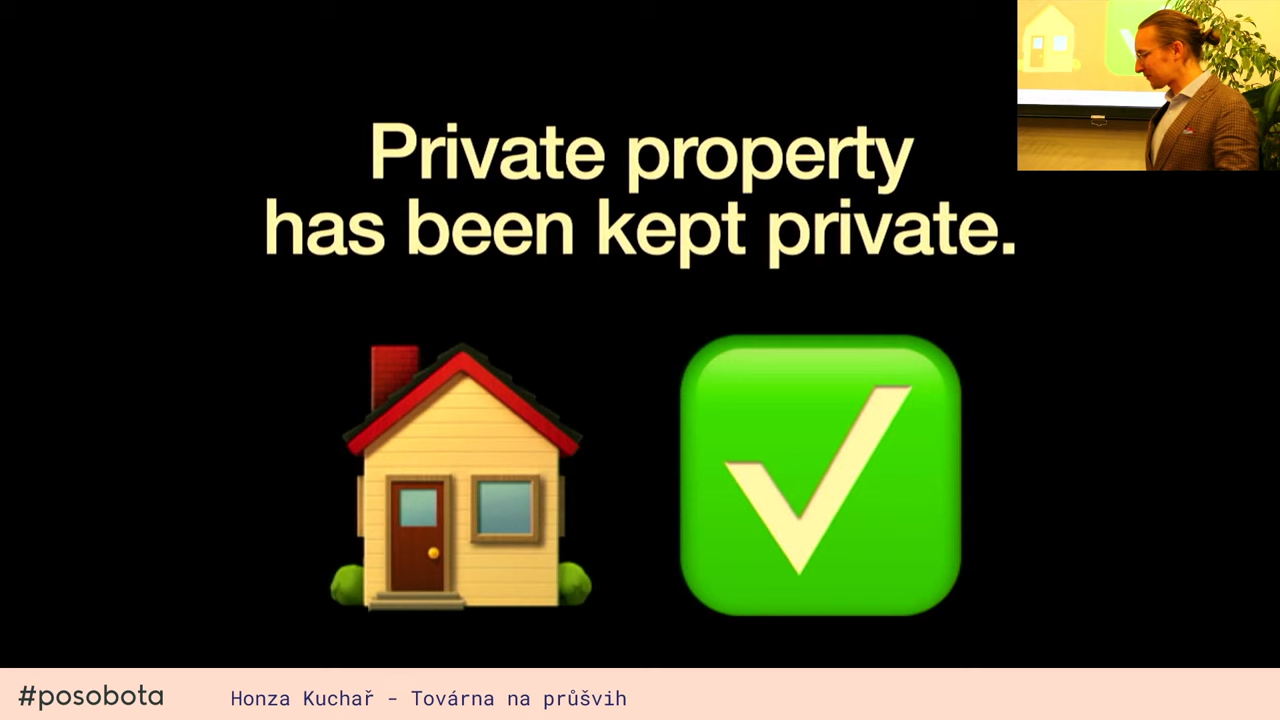 Private property
has been kept private.
#posobota
Honza Kuchař - Továrna na průšvih